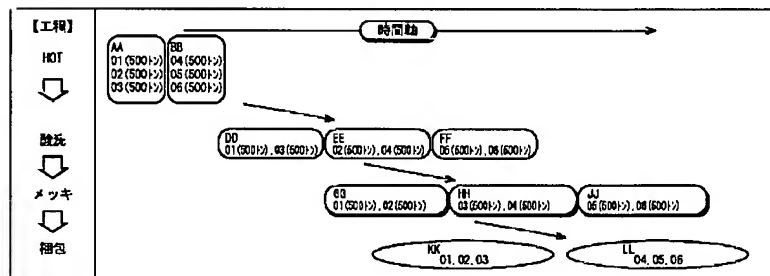 【工程】
時間軸
HOT
AA
01(500トン)
02(500トン)
03(500トン)
BB
04(500トン)
05(500トン)
06(500トン)
酸洗
DD
01(500トン),03(500トン)
EE
02(500トン),04(500トン)
FF
05(500トン),06(500トン)
メッキ
GG
01(500トン),02(500トン)
HH
03(500トン),04(500トン)
JJ
05(500トン),06(500トン)
梱包
KK
01.02.03
LL
04.05.06